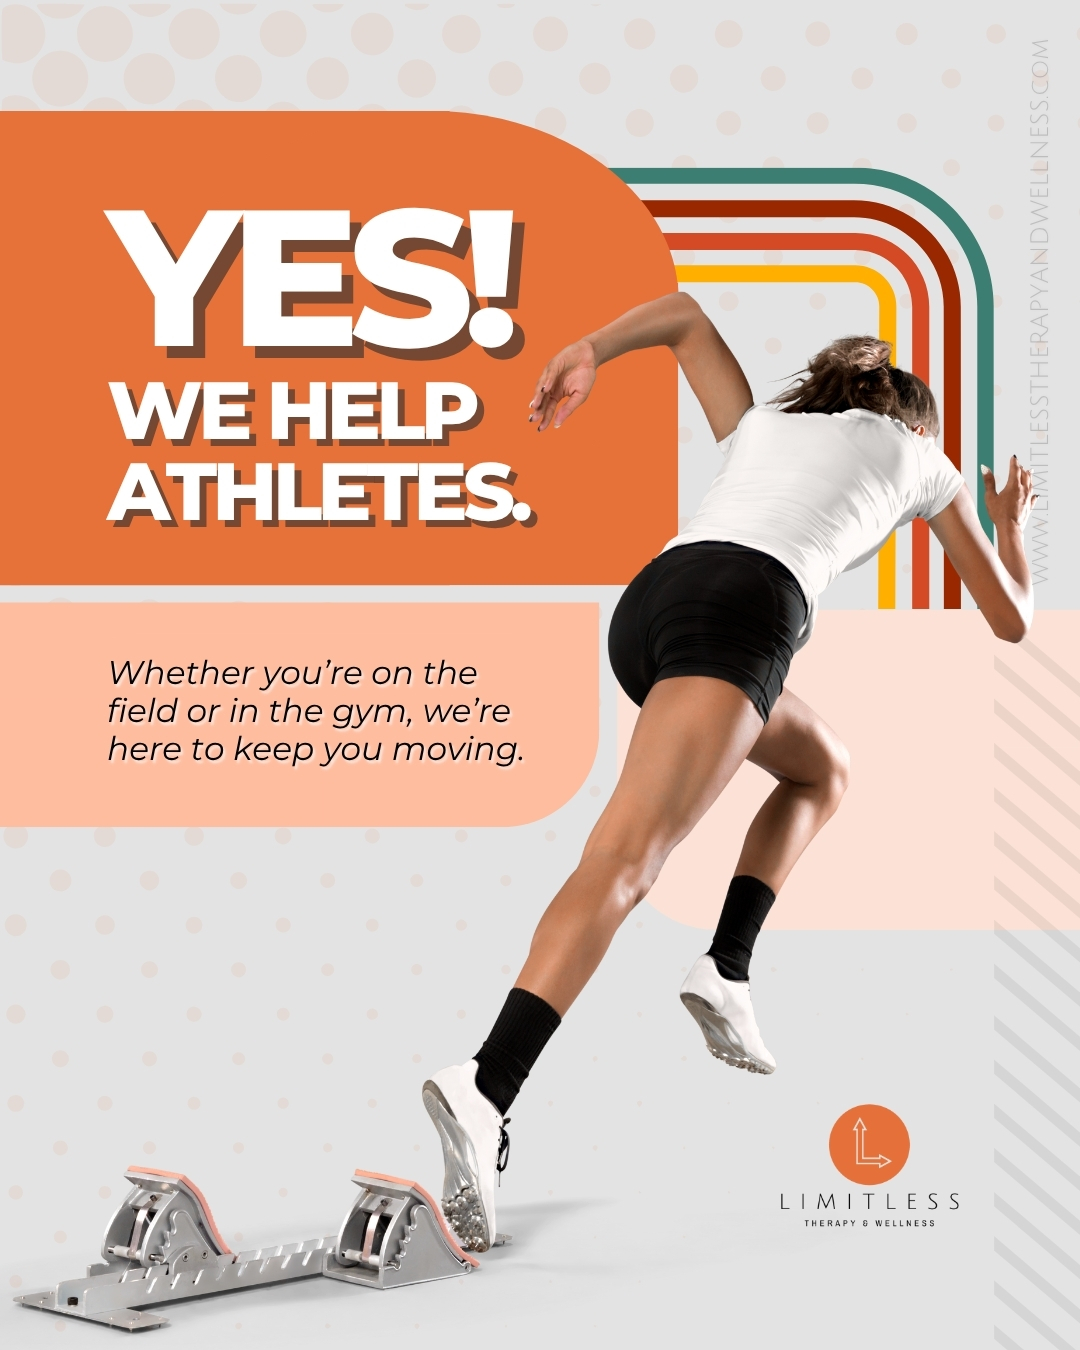 YES!
WE HELP
ATHLETES.
Whether you’re on the
field or in the gym, we’re
here to keep you moving.
WWW.LIMITLESSTHERAPYANDWELLNESS.COM
LIMITLESS
THERAPY & WELLNESS